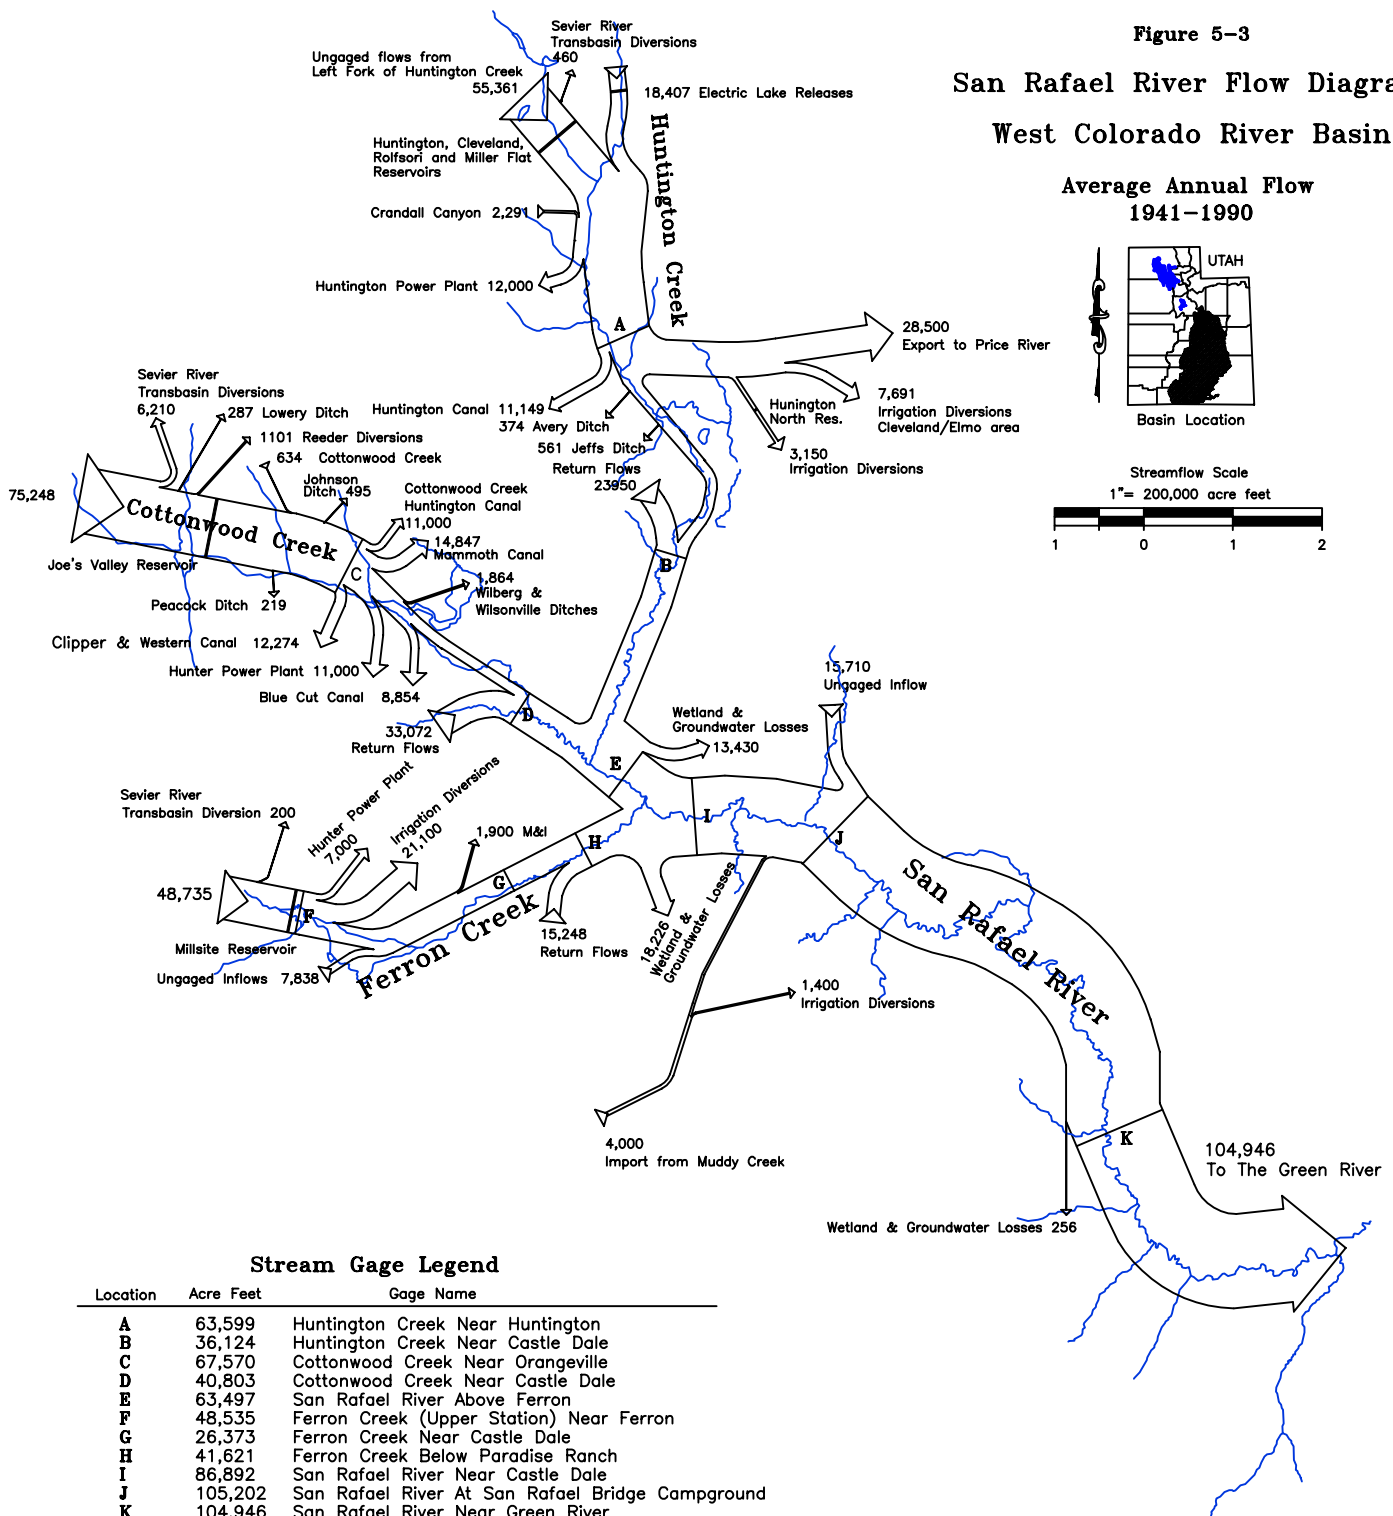 Figure 5-3
San Rafael River Flow Diagra
West Colorado River Basin
Average Annual Flow
1941-1990
UTAH
Basin Location
Streamflow Scale
1"= 200,000 acre feet
1 0 1 2
Sevier River
Transbasin Diversions
460
Ungaged flows from
Left Fork of Huntington Creek
55,361
18,407 Electric Lake Releases
Huntington, Cleveland,
Rolfson and Miller Flat
Reservoirs
Huntington Creek
Crandall Canyon 2,291
Huntington Power Plant 12,000
A
28,500
Export to Price River
7,691
Irrigation Diversions
Cleveland/Elmo area
Hunington
North Res.
3,150
Irrigation Diversions
Huntington Canal 11,149
374 Avery Ditch
561 Jeffs Ditch
Return Flows
23950
B
Sevier River
Transbasin Diversions
6,210
287 Lowery Ditch
1101 Reeder Diversions
634 Cottonwood Creek
Johnson
Ditch 495
Cottonwood Creek
Huntington Canal
11,000
14,847
Mammoth Canal
1,864
Wilberg &
Wilsonville Ditches
75,248
Cottonwood Creek
C
Joe's Valley Reservoir
Peacock Ditch 219
Clipper & Western Canal 12,274
Hunter Power Plant 11,000
Blue Cut Canal 8,854
D
33,072
Return Flows
15,710
Ungaged Inflow
Wetland &
Groundwater Losses
13,430
E
I
J
Sevier River
Transbasin Diversion 200
Hunter Power Plant
7,000
Irrigation Diversions
21,100
1,900 M&I
H
G
48,735
F
Millsite Reseervoir
Ungaged Inflows 7,838
Ferron Creek
15,248
Return Flows
18,226
Wetland &
Groundwater Losses
San Rafael River
1,400
Irrigation Diversions
4,000
Import from Muddy Creek
K
104,946
To The Green River
Wetland & Groundwater Losses 256
Stream Gage Legend
Location Acre Feet Gage Name
A 63,599 Huntington Creek Near Huntington
B 36,124 Huntington Creek Near Castle Dale
C 67,570 Cottonwood Creek Near Orangeville
D 40,803 Cottonwood Creek Near Castle Dale
E 63,497 San Rafael River Above Ferron
F 48,535 Ferron Creek (Upper Station) Near Ferron
G 26,373 Ferron Creek Near Castle Dale
H 41,621 Ferron Creek Below Paradise Ranch
I 86,892 San Rafael River Near Castle Dale
J 105,202 San Rafael River At San Rafael Bridge Campground
K 104,946 San Rafael River Near Green River